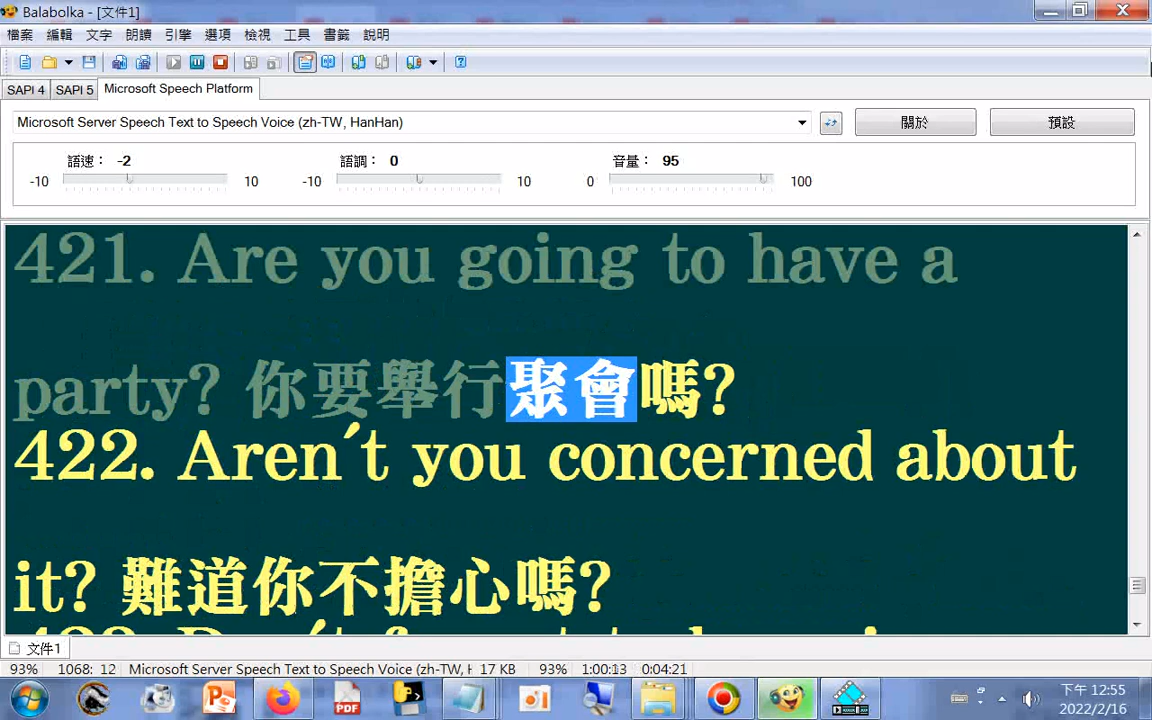 Balabolka - [文件1]
檔案 編輯 文字 朗讀 引擎 選項 檢視 工具 書籤 說明
SAPI 4 SAPI 5 Microsoft Speech Platform
Microsoft Server Speech Text to Speech Voice (zh-TW, HanHan) 關於 預設
語速： -2 語調： 0 音量： 95
-10 10 -10 10 0 100
421. Are you going to have a
party? 你要舉行聚會嗎?
422. Aren't you concerned about
it? 難道你不擔心嗎?
文件1
93% 1068: 12 Microsoft Server Speech Text to Speech Voice (zh-TW, 17 KB 93% 1:00:13 0:04:21
PDF
下午 12:55
2022/2/16